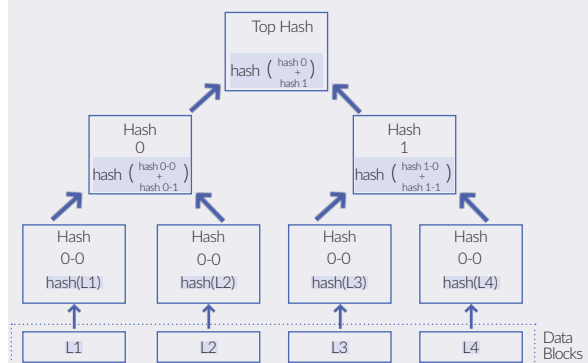 Top Hash
hash ( hash 0
+
hash 1 )
Hash
0
hash ( hash 0-0
+
hash 0-1 )
Hash
1
hash ( hash 1-0
+
hash 1-1 )
Hash
0-0
hash(L1)
Hash
0-0
hash(L2)
Hash
0-0
hash(L3)
Hash
0-0
hash(L4)
L1
L2
L3
L4
Data
Blocks